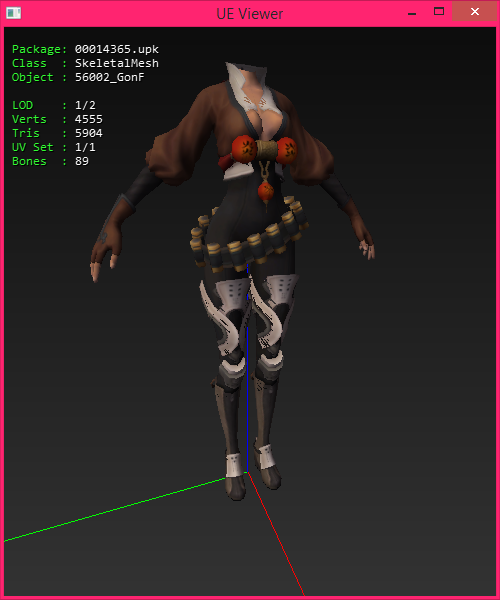 UE Viewer
Package: 00014365.upk
Class : SkeletalMesh
Object : 56002_GonF
LOD : 1/2
Verts : 4555
Tris : 5904
UV Set : 1/1
Bones : 89